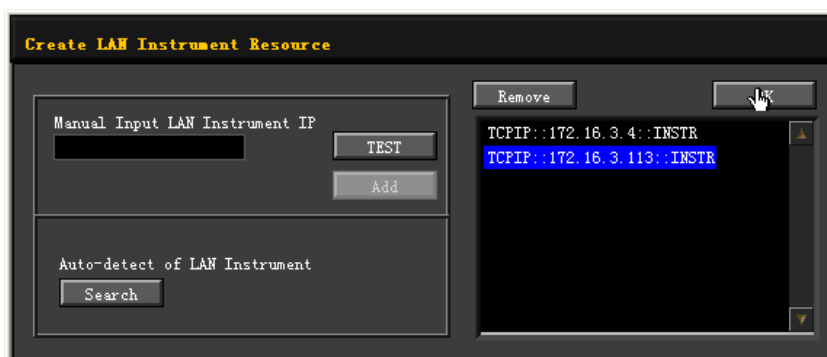 Create LAN Instrument Resource
Manual Input LAN Instrument IP
TEST
Add
Auto-detect of LAN Instrument
Search
Remove
TCPIP::172.16.3.4::INSTR
TCPIP::172.16.3.113::INSTR